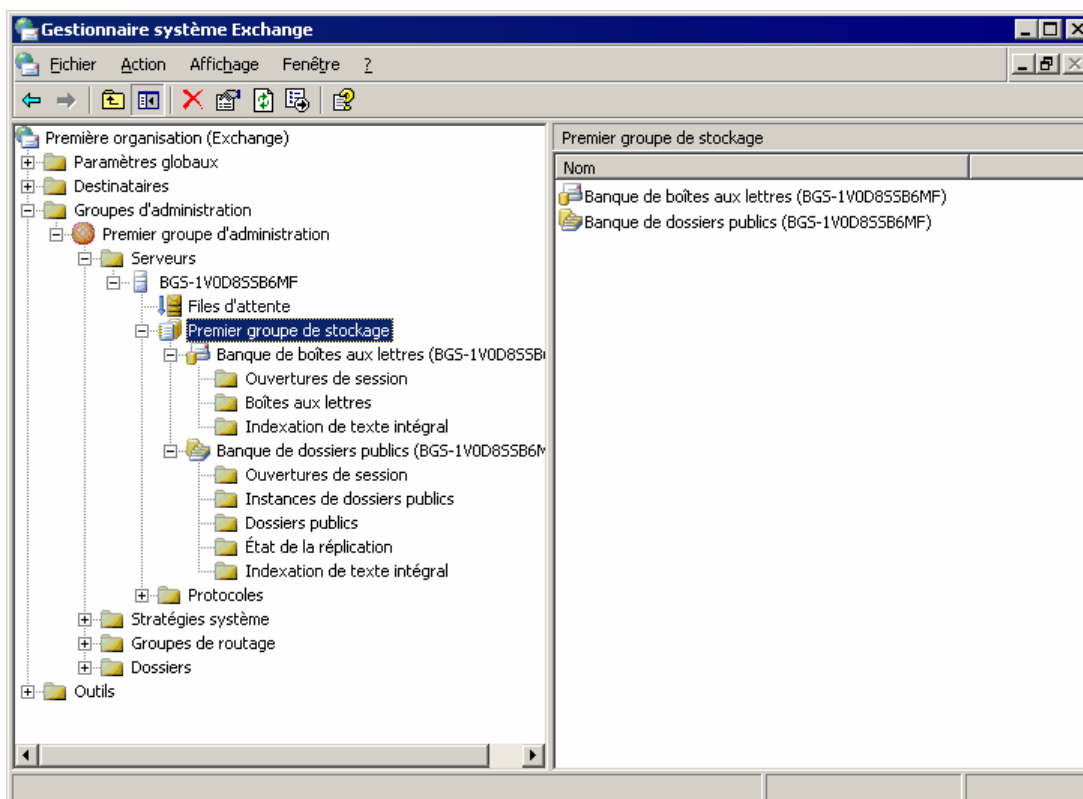 Gestionnaire système Exchange
Fichier Action Affichage Fenêtre ?
Première organisation (Exchange)
Paramètres globaux
Destinataires
Groupes d'administration
Premier groupe d'administration
Serveurs
BGS-1V0D8SSB6MF
Files d'attente
Premier groupe de stockage
Banque de boîtes aux lettres (BGS-1V0D8SSB
Ouvertures de session
Boîtes aux lettres
Indexation de texte intégral
Banque de dossiers publics (BGS-1V0D8SSB6M
Ouvertures de session
Instances de dossiers publics
Dossiers publics
État de la réplication
Indexation de texte intégral
Protocoles
Stratégies système
Groupes de routage
Dossiers
Outils
Premier groupe de stockage
Nom
Banque de boîtes aux lettres (BGS-1V0D8SSB6MF)
Banque de dossiers publics (BGS-1V0D8SSB6MF)